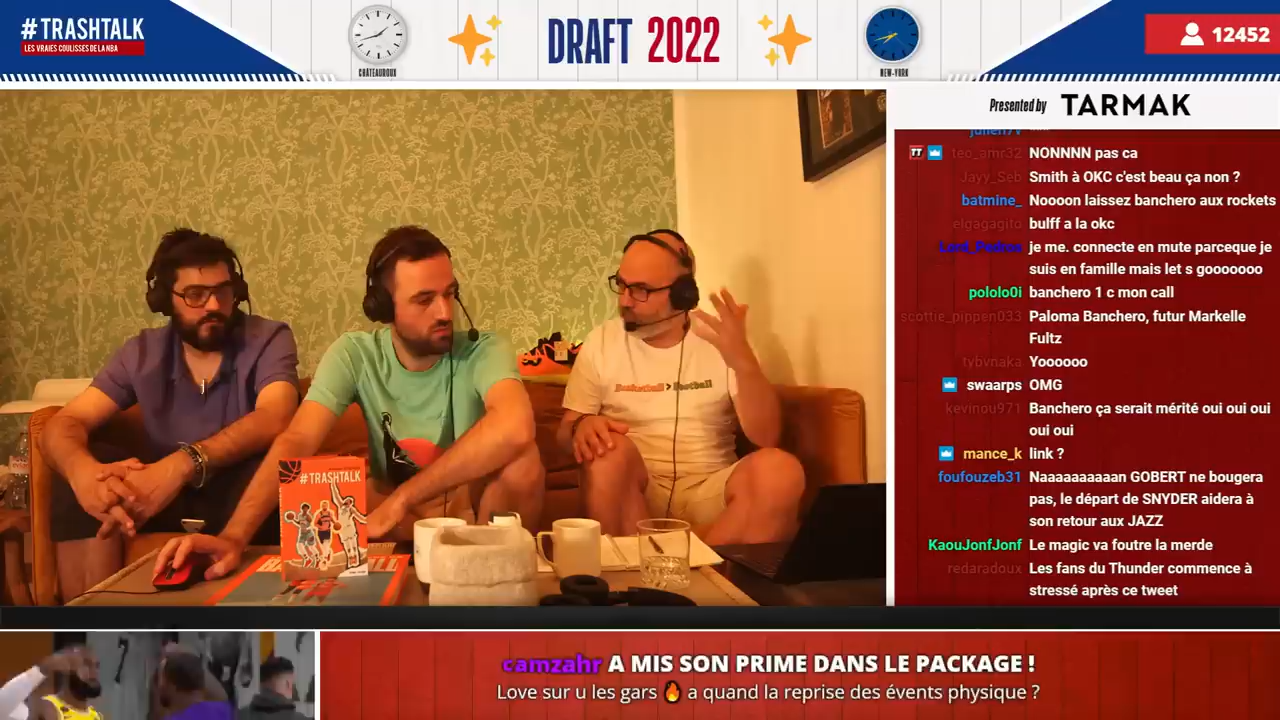 #TRASHTALK
LES VRAIES COULISSES DE LA NBA
CHÂTEAUROUX
DRAFT 2022
NEW-YORK
12452
Presented by TARMAK
julien7v
TT teo_amr32 NONNNN pas ca
Jayy_Seb Smith à OKC c'est beau ça non ?
batmine_ Noooon laissez banchero aux rockets
elgagagito bulff a la okc
je me. connecte en mute parceque je
suis en famille mais let s gooooooo
pololo0i banchero 1 c mon call
scottie_pippen033 Paloma Banchero, futur Markelle
Fultz
tybvnaka Yoooooo
swaarps OMG
kevinou971 Banchero ça serait mérité oui oui oui
oui oui
mance_k link ?
foufouzeb31 Naaaaaaaaan GOBERT ne bougera
pas, le départ de SNYDER aidera à
son retour aux JAZZ
KaouJonfJonf Le magic va foutre la merde
redaradoux Les fans du Thunder commence à
stressé après ce tweet
Basketball > Football
#TRASHTALK
camzahr A MIS SON PRIME DANS LE PACKAGE !
Love sur u les gars 🔥 a quand la reprise des évents physique ?